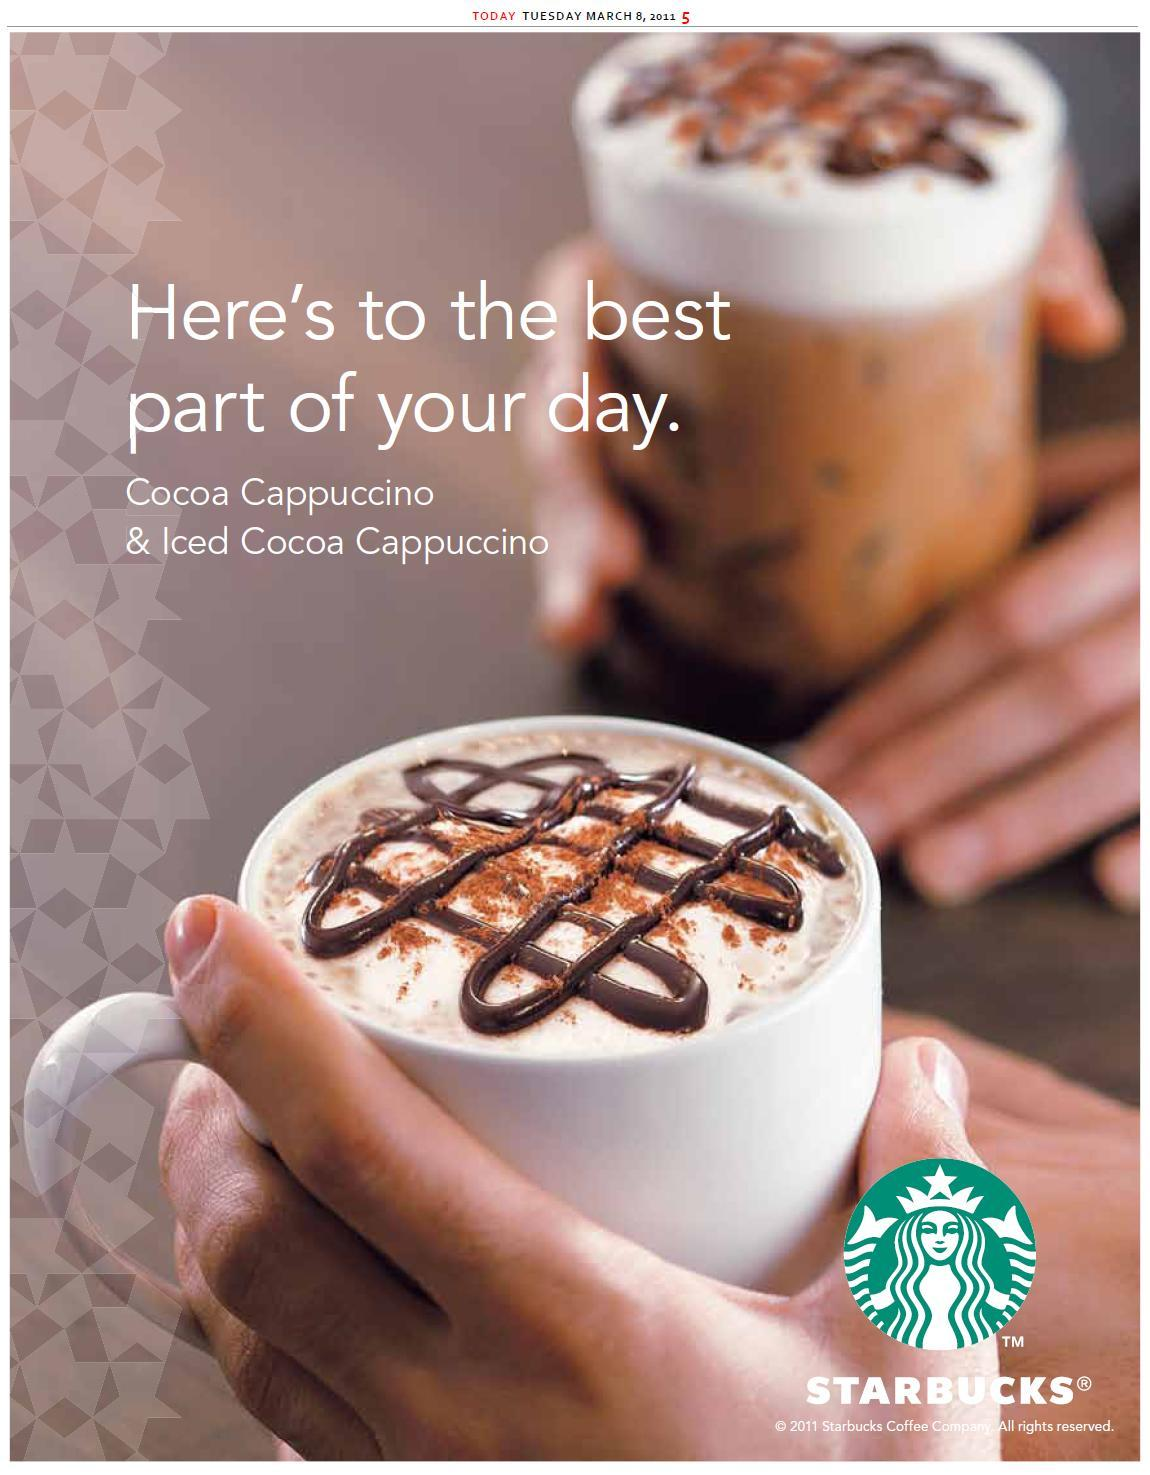 TODAY TUESDAY MARCH 8, 2011 5
Here's to the best
part of your day.
Cocoa Cappuccino
& Iced Cocoa Cappuccino
TM
STARBUCKS®
© 2011 Starbucks Coffee Company. All rights reserved.